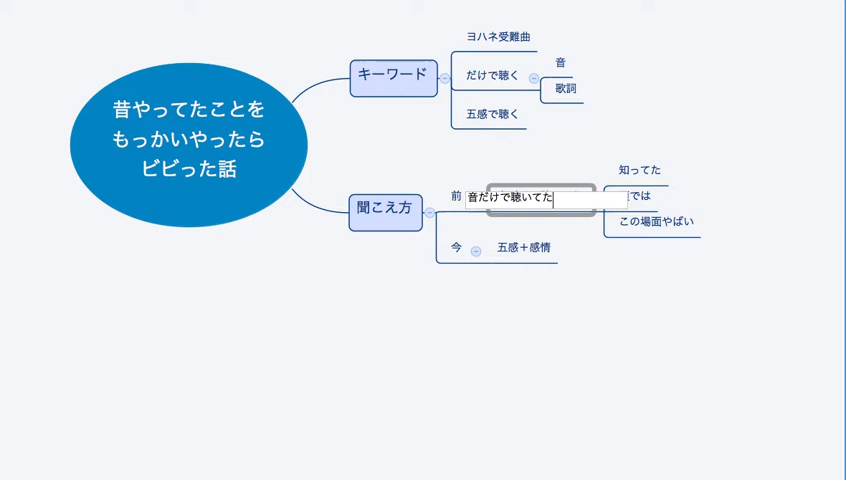 昔やってたことを
もっかいやったら
ビビった話
キーワード
ヨハネ受難曲
だけで聴く
音
歌詞
五感で聴く
聞こえ方
前
音だけで聴いてた
知ってた
では
この場面やばい
今
五感＋感情